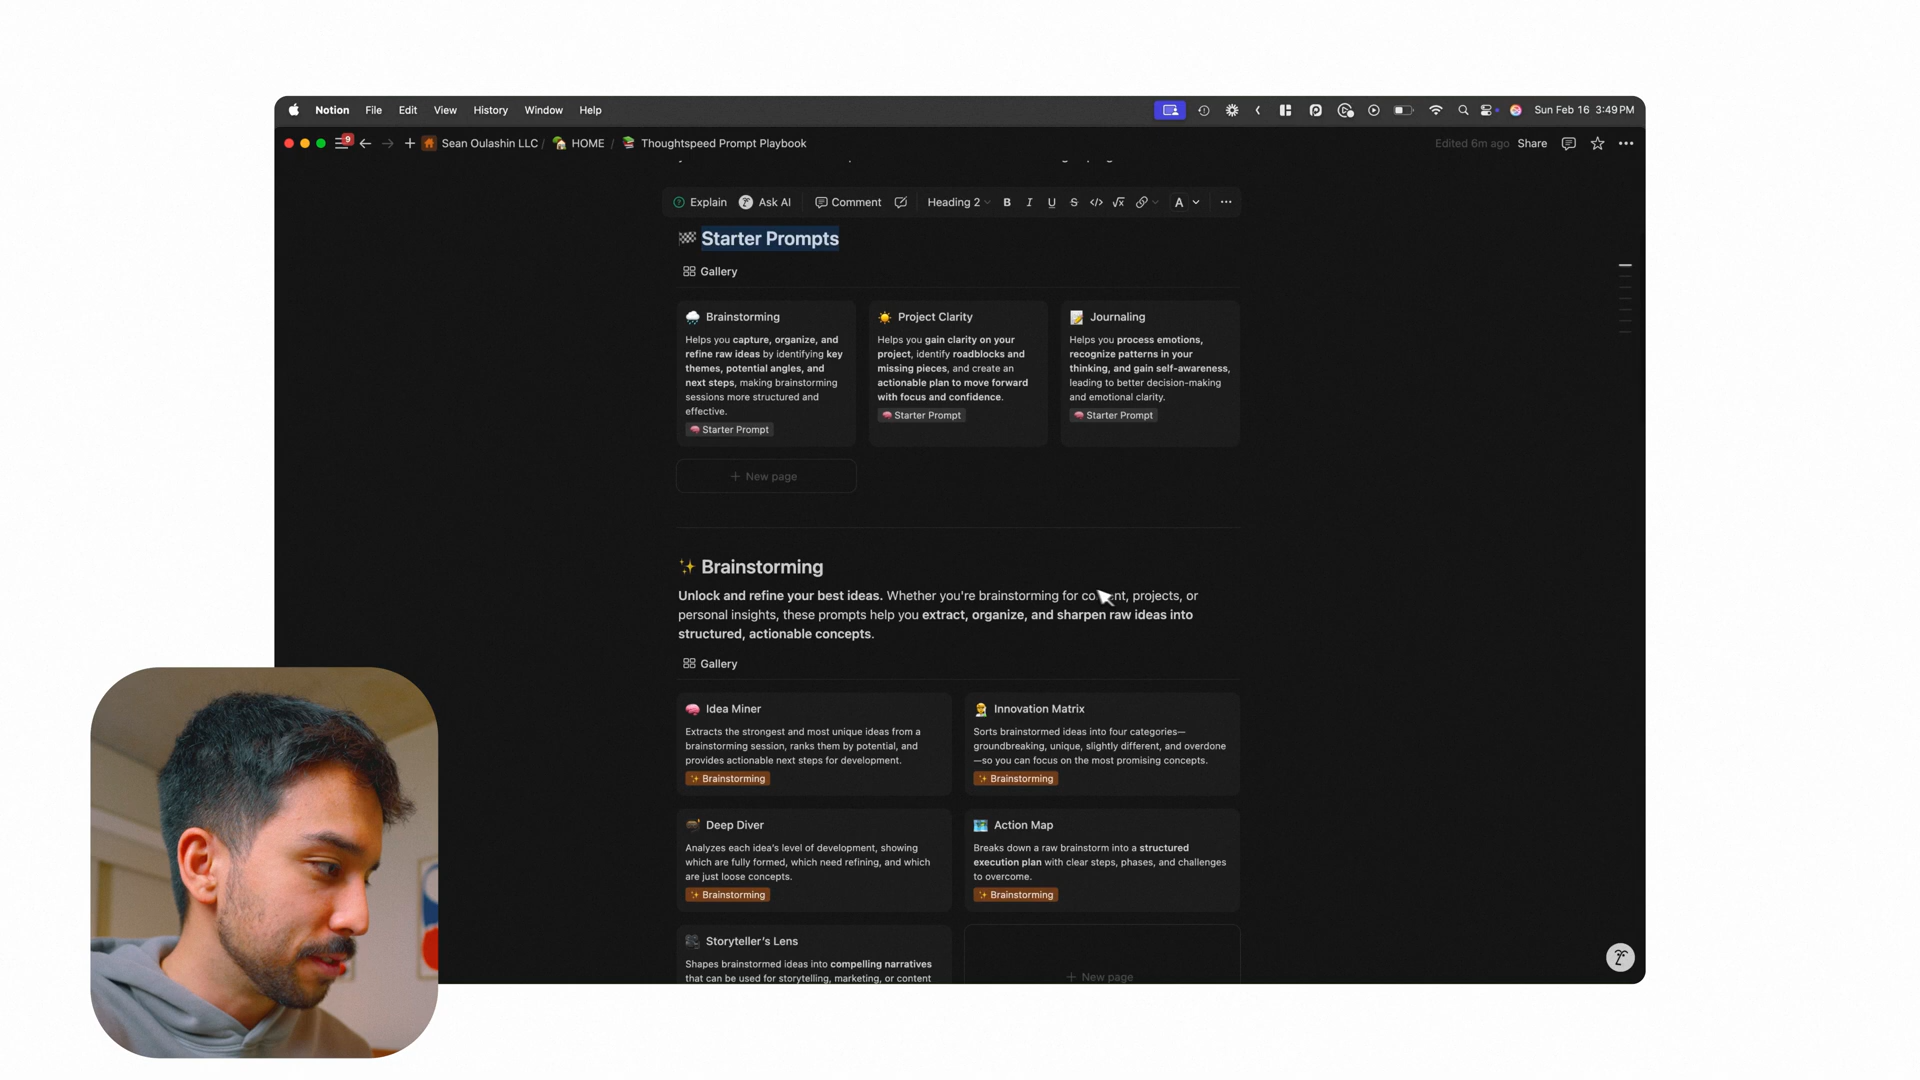 Notion File Edit View History Window Help Sun Feb 16 3:49 PM
9 Sean Oulashin LLC / HOME / Thoughtspeed Prompt Playbook Edited 6m ago Share
Explain Ask AI Comment Heading 2 B I U S </> √x A
Starter Prompts
Gallery
Brainstorming
Helps you capture, organize, and
refine raw ideas by identifying key
themes, potential angles, and
next steps, making brainstorming
sessions more structured and
effective.
Starter Prompt
Project Clarity
Helps you gain clarity on your
project, identify roadblocks and
missing pieces, and create an
actionable plan to move forward
with focus and confidence.
Starter Prompt
Journaling
Helps you process emotions,
recognize patterns in your
thinking, and gain self-awareness,
leading to better decision-making
and emotional clarity.
Starter Prompt
+ New page
Brainstorming
Unlock and refine your best ideas. Whether you're brainstorming for content, projects, or
personal insights, these prompts help you extract, organize, and sharpen raw ideas into
structured, actionable concepts.
Gallery
Idea Miner
Extracts the strongest and most unique ideas from a
brainstorming session, ranks them by potential, and
provides actionable next steps for development.
Brainstorming
Innovation Matrix
Sorts brainstormed ideas into four categories—
groundbreaking, unique, slightly different, and overdone
—so you can focus on the most promising concepts.
Brainstorming
Deep Diver
Analyzes each idea's level of development, showing
which are fully formed, which need refining, and which
are just loose concepts.
Brainstorming
Action Map
Breaks down a raw brainstorm into a structured
execution plan with clear steps, phases, and challenges
to overcome.
Brainstorming
Storyteller's Lens
Shapes brainstormed ideas into compelling narratives
that can be used for storytelling, marketing, or content
+ New page